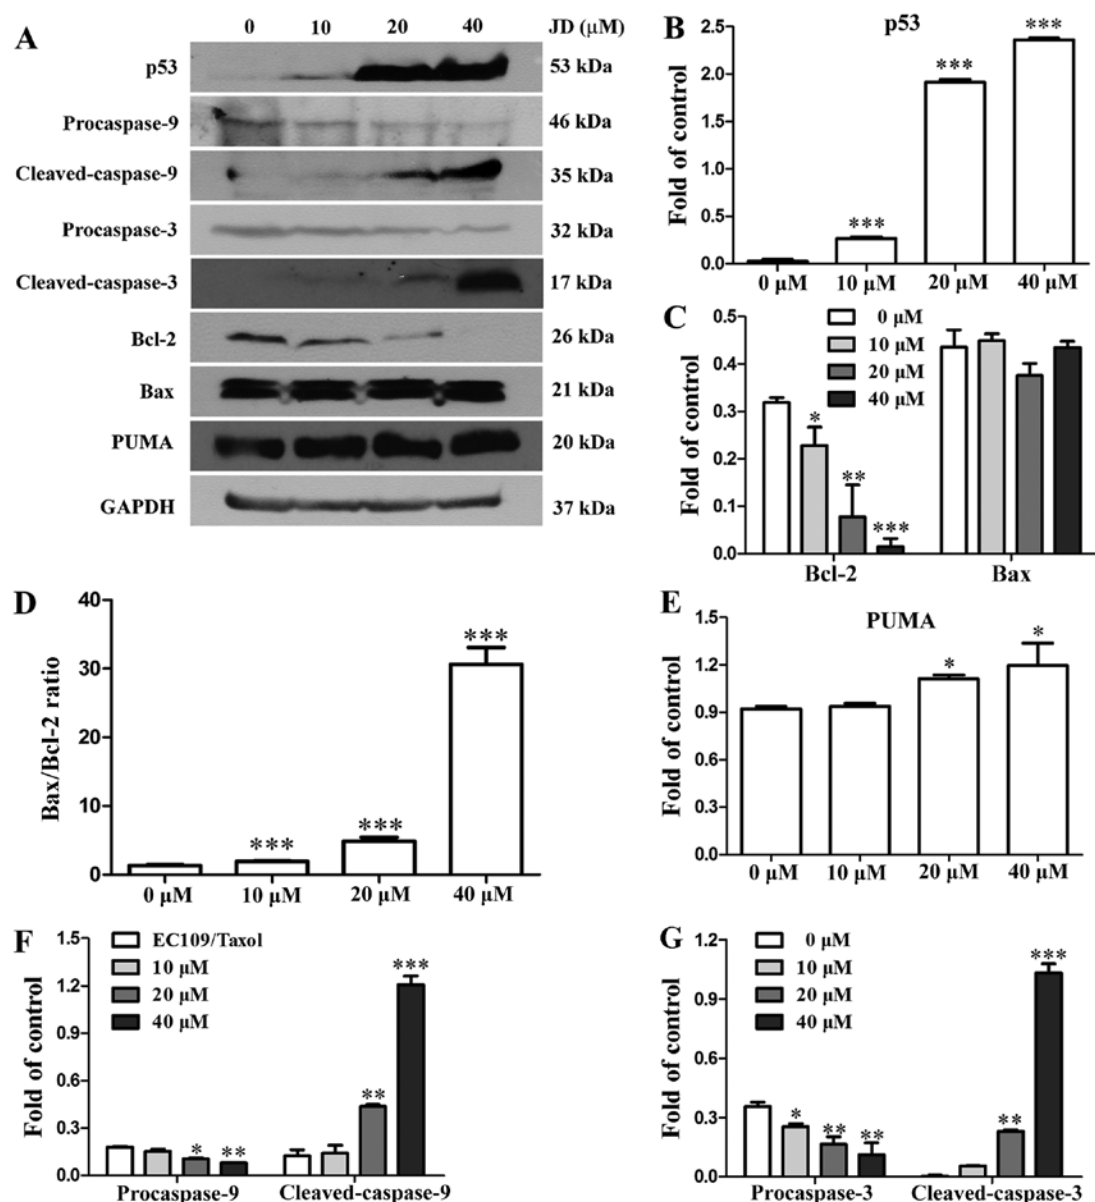 A
0 10 20 40 JD (µM)
p53 53 kDa
Procaspase-9 46 kDa
Cleaved-caspase-9 35 kDa
Procaspase-3 32 kDa
Cleaved-caspase-3 17 kDa
Bcl-2 26 kDa
Bax 21 kDa
PUMA 20 kDa
GAPDH 37 kDa
B
p53
Fold of control
2.5
2.0
1.5
1.0
0.5
0.0
***
***
***
0 µM 10 µM 20 µM 40 µM
C
Fold of control
0.5
0.4
0.3
0.2
0.1
0.0
0 µM
10 µM
20 µM
40 µM
*
**
***
Bcl-2 Bax
D
Bax/Bcl-2 ratio
40
30
20
10
0
***
***
***
0 µM 10 µM 20 µM 40 µM
E
PUMA
Fold of control
1.5
1.2
0.9
0.6
0.3
0.0
*
*
0 µM 10 µM 20 µM 40 µM
F
Fold of control
1.5
1.2
0.9
0.6
0.3
0.0
EC109/Taxol
10 µM
20 µM
40 µM
* ** ** ***
Procaspase-9 Cleaved-caspase-9
G
Fold of control
1.2
0.9
0.6
0.3
0.0
0 µM
10 µM
20 µM
40 µM
* ** ** ** ***
Procaspase-3 Cleaved-caspase-3